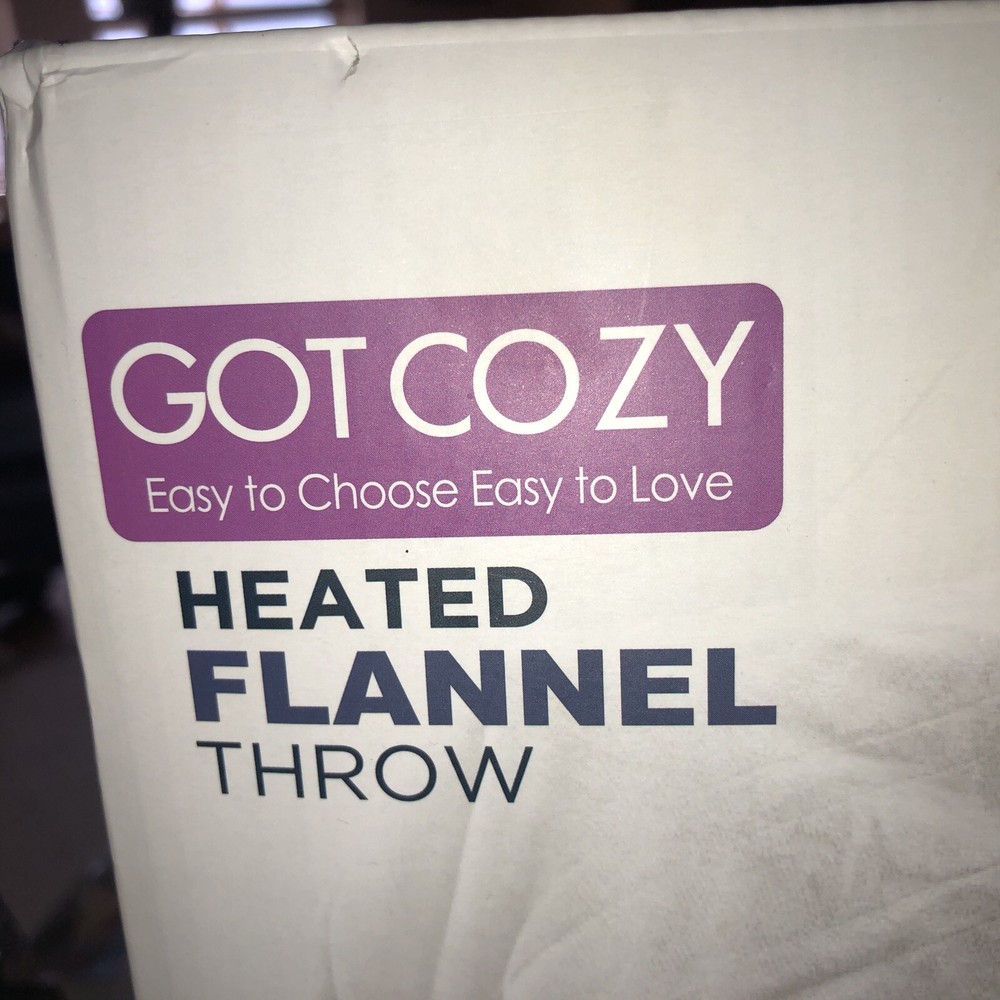 GOT COZY
Easy to Choose Easy to Love
HEATED
FLANNEL
THROW